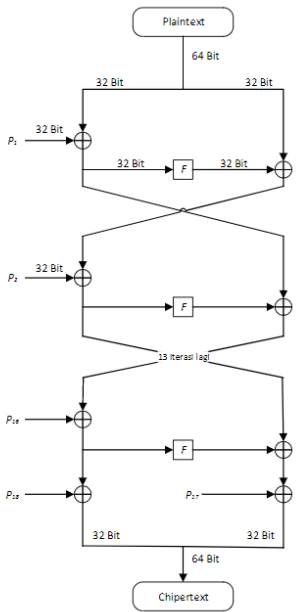 Plaintext
64 Bit
32 Bit 32 Bit
32 Bit
P1
32 Bit F 32 Bit
32 Bit
P2
F
13 Iterasi lagi
P16
F
P18 P17
32 Bit 32 Bit
64 Bit
Chipertext